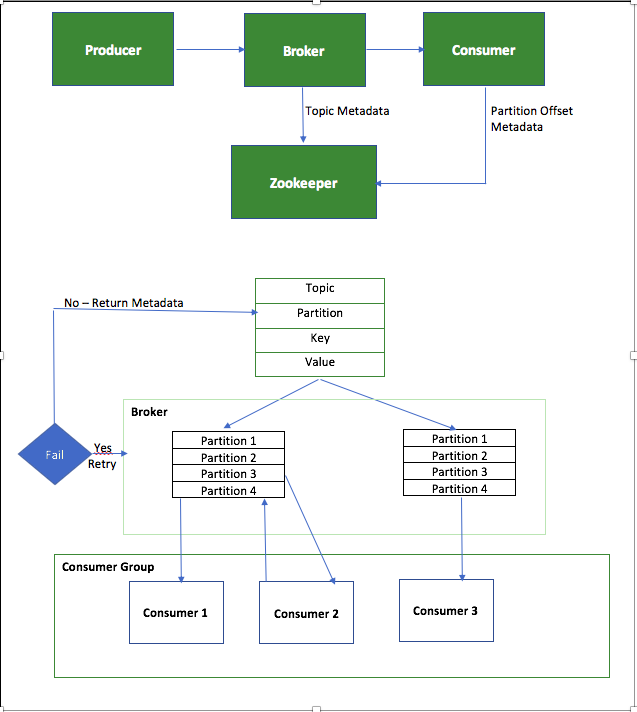 Producer
Broker
Consumer
Topic Metadata
Partition Offset
Metadata
Zookeeper
Topic
No – Return Metadata
Partition
Key
Value
Broker
Fail
Yes
Retry
Partition 1
Partition 2
Partition 3
Partition 4
Partition 1
Partition 2
Partition 3
Partition 4
Consumer Group
Consumer 1
Consumer 2
Consumer 3